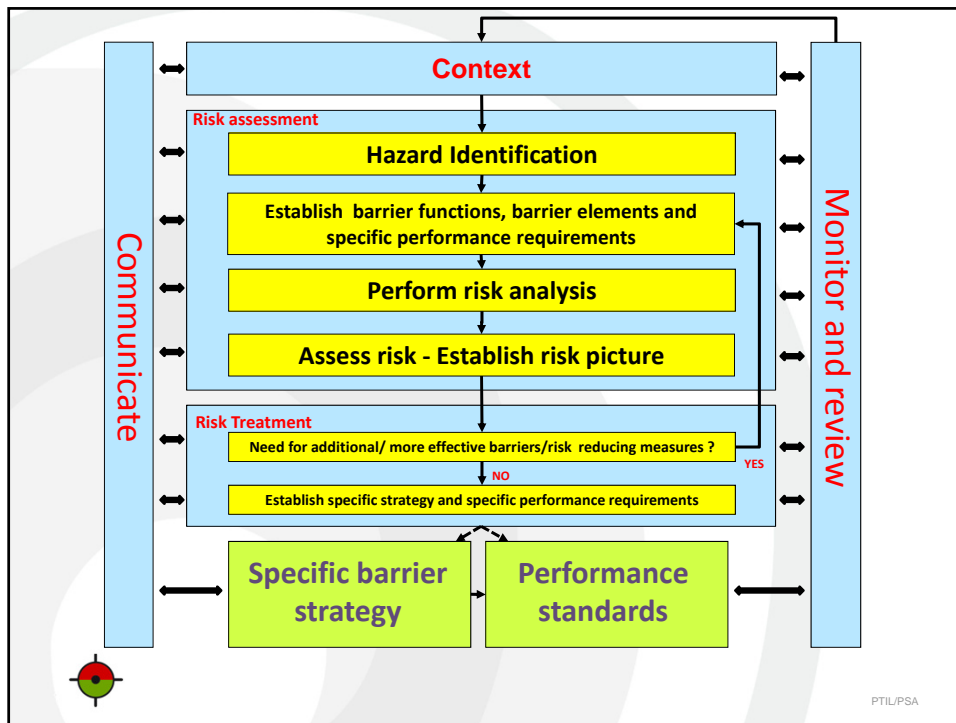 Context
Risk assessment
Hazard Identification
Establish barrier functions, barrier elements and
specific performance requirements
Perform risk analysis
Assess risk - Establish risk picture
Risk Treatment
Need for additional/ more effective barriers/risk reducing measures ?
YES
NO
Establish specific strategy and specific performance requirements
Specific barrier
strategy
Performance
standards
Communicate
Monitor and review
PTIL/PSA